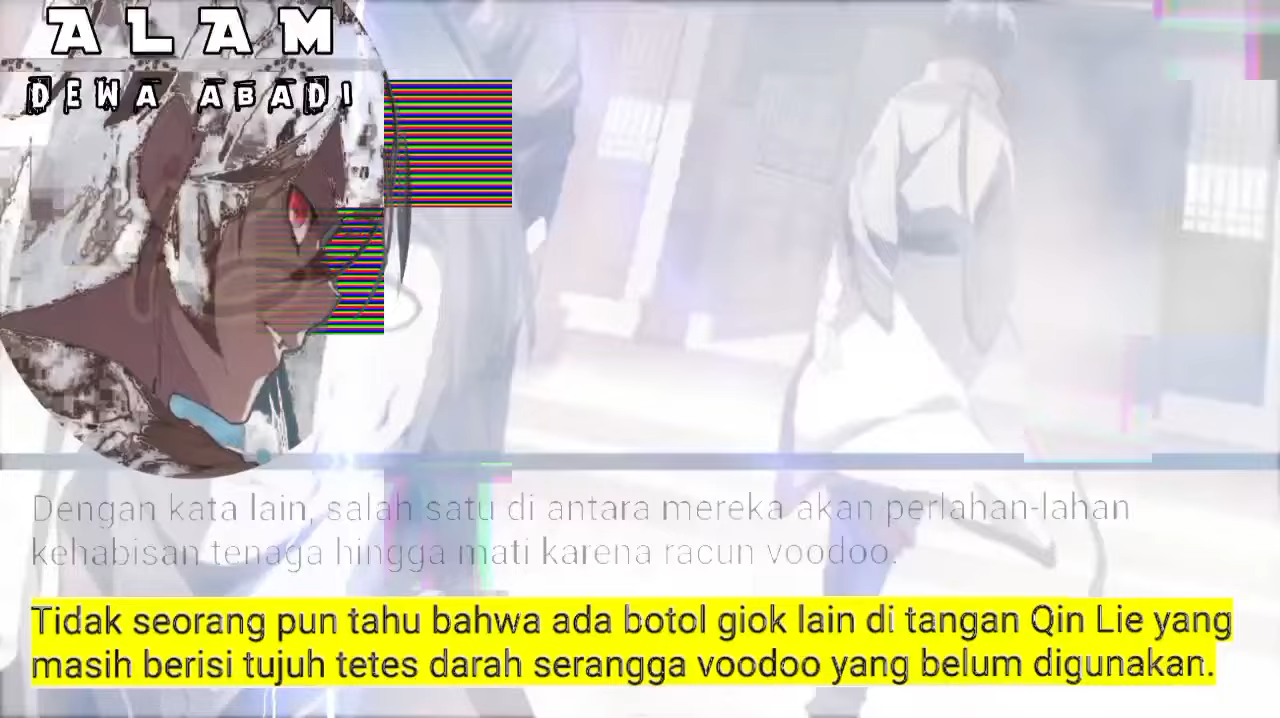 ALAM
DEWA ABADI
Dengan kata lain, salah satu di antara mereka akan perlahan-lahan
kehabisan tenaga hingga mati karena racun voodoo.
Tidak seorang pun tahu bahwa ada botol giok lain di tangan Qin Lie yang
masih berisi tujuh tetes darah serangga voodoo yang belum digunakan.